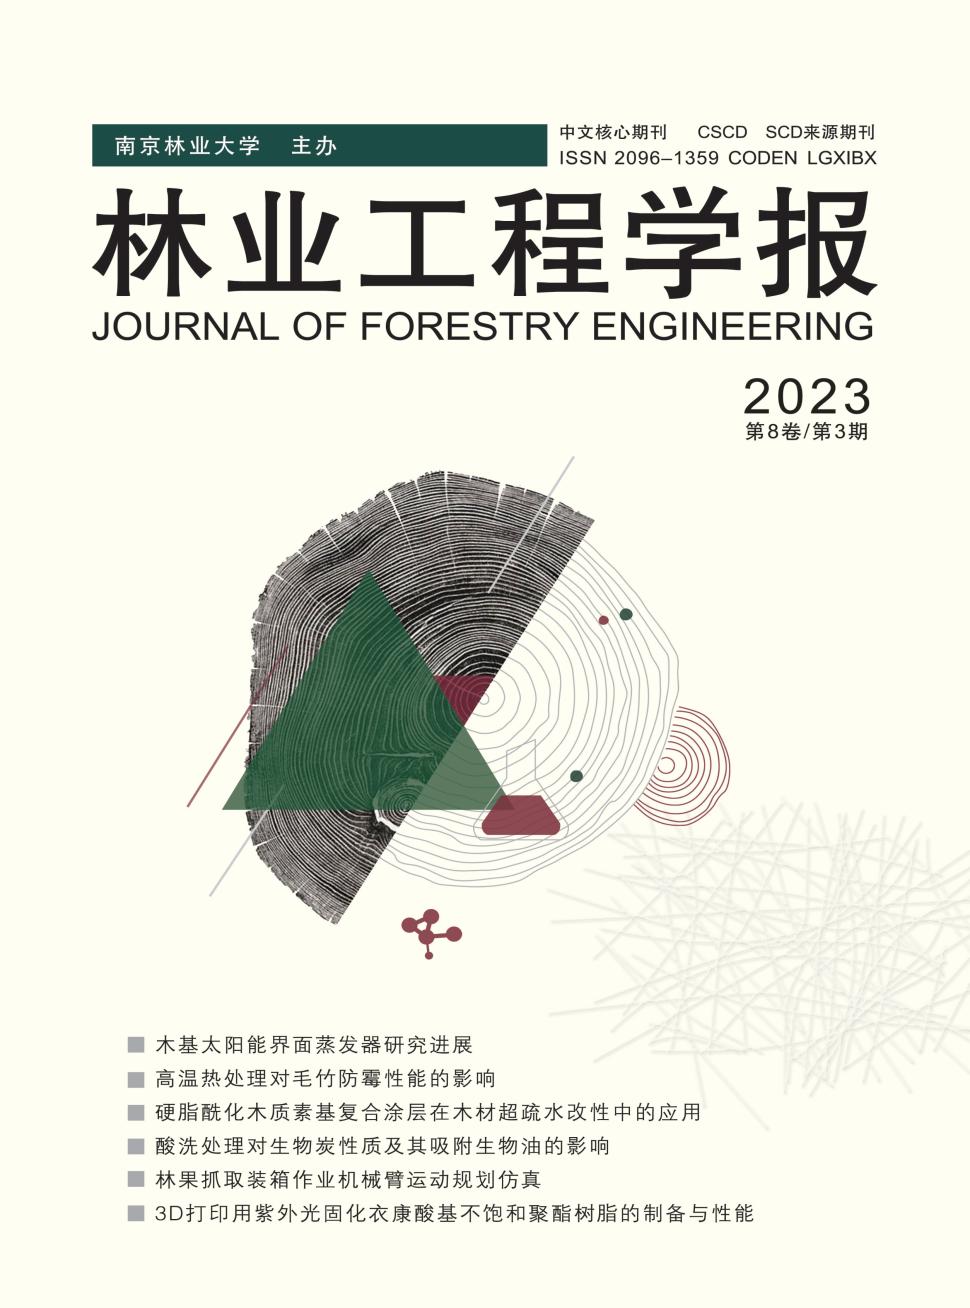 南京林业大学 主办
中文核心期刊 CSCD SCD来源期刊
ISSN 2096–1359 CODEN LGXIBX
林业工程学报
JOURNAL OF FORESTRY ENGINEERING
2023
第8卷/第3期
木基太阳能界面蒸发器研究进展
高温热处理对毛竹防霉性能的影响
硬脂酰化木质素基复合涂层在木材超疏水改性中的应用
酸洗处理对生物炭性质及其吸附生物油的影响
林果抓取装箱作业机械臂运动规划仿真
3D打印用紫外光固化衣康酸基不饱和聚酯树脂的制备与性能